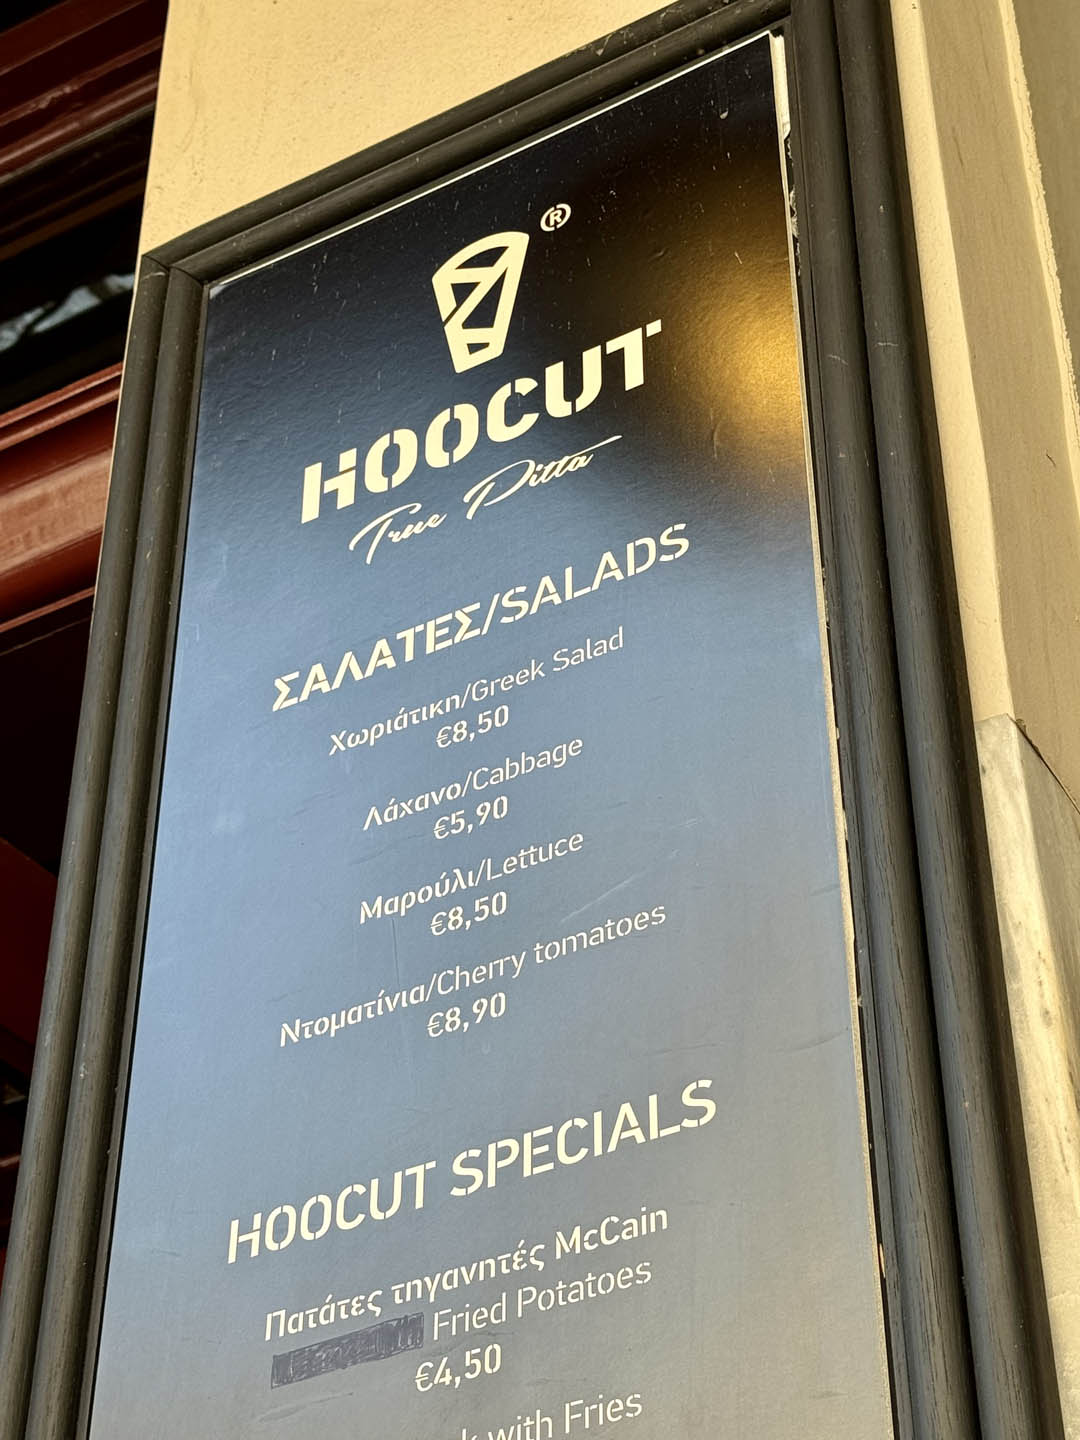 ®
HOOCUT
True Pitta
ΣΑΛΑΤΕΣ/SALADS
Χωριάτικη/Greek Salad
€8,50
Λάχανο/Cabbage
€5,90
Μαρούλι/Lettuce
€8,50
Ντοματίνια/Cherry tomatoes
€8,90
HOOCUT SPECIALS
Πατάτες τηγανητές McCain
Fried Potatoes
€4,50
with Fries